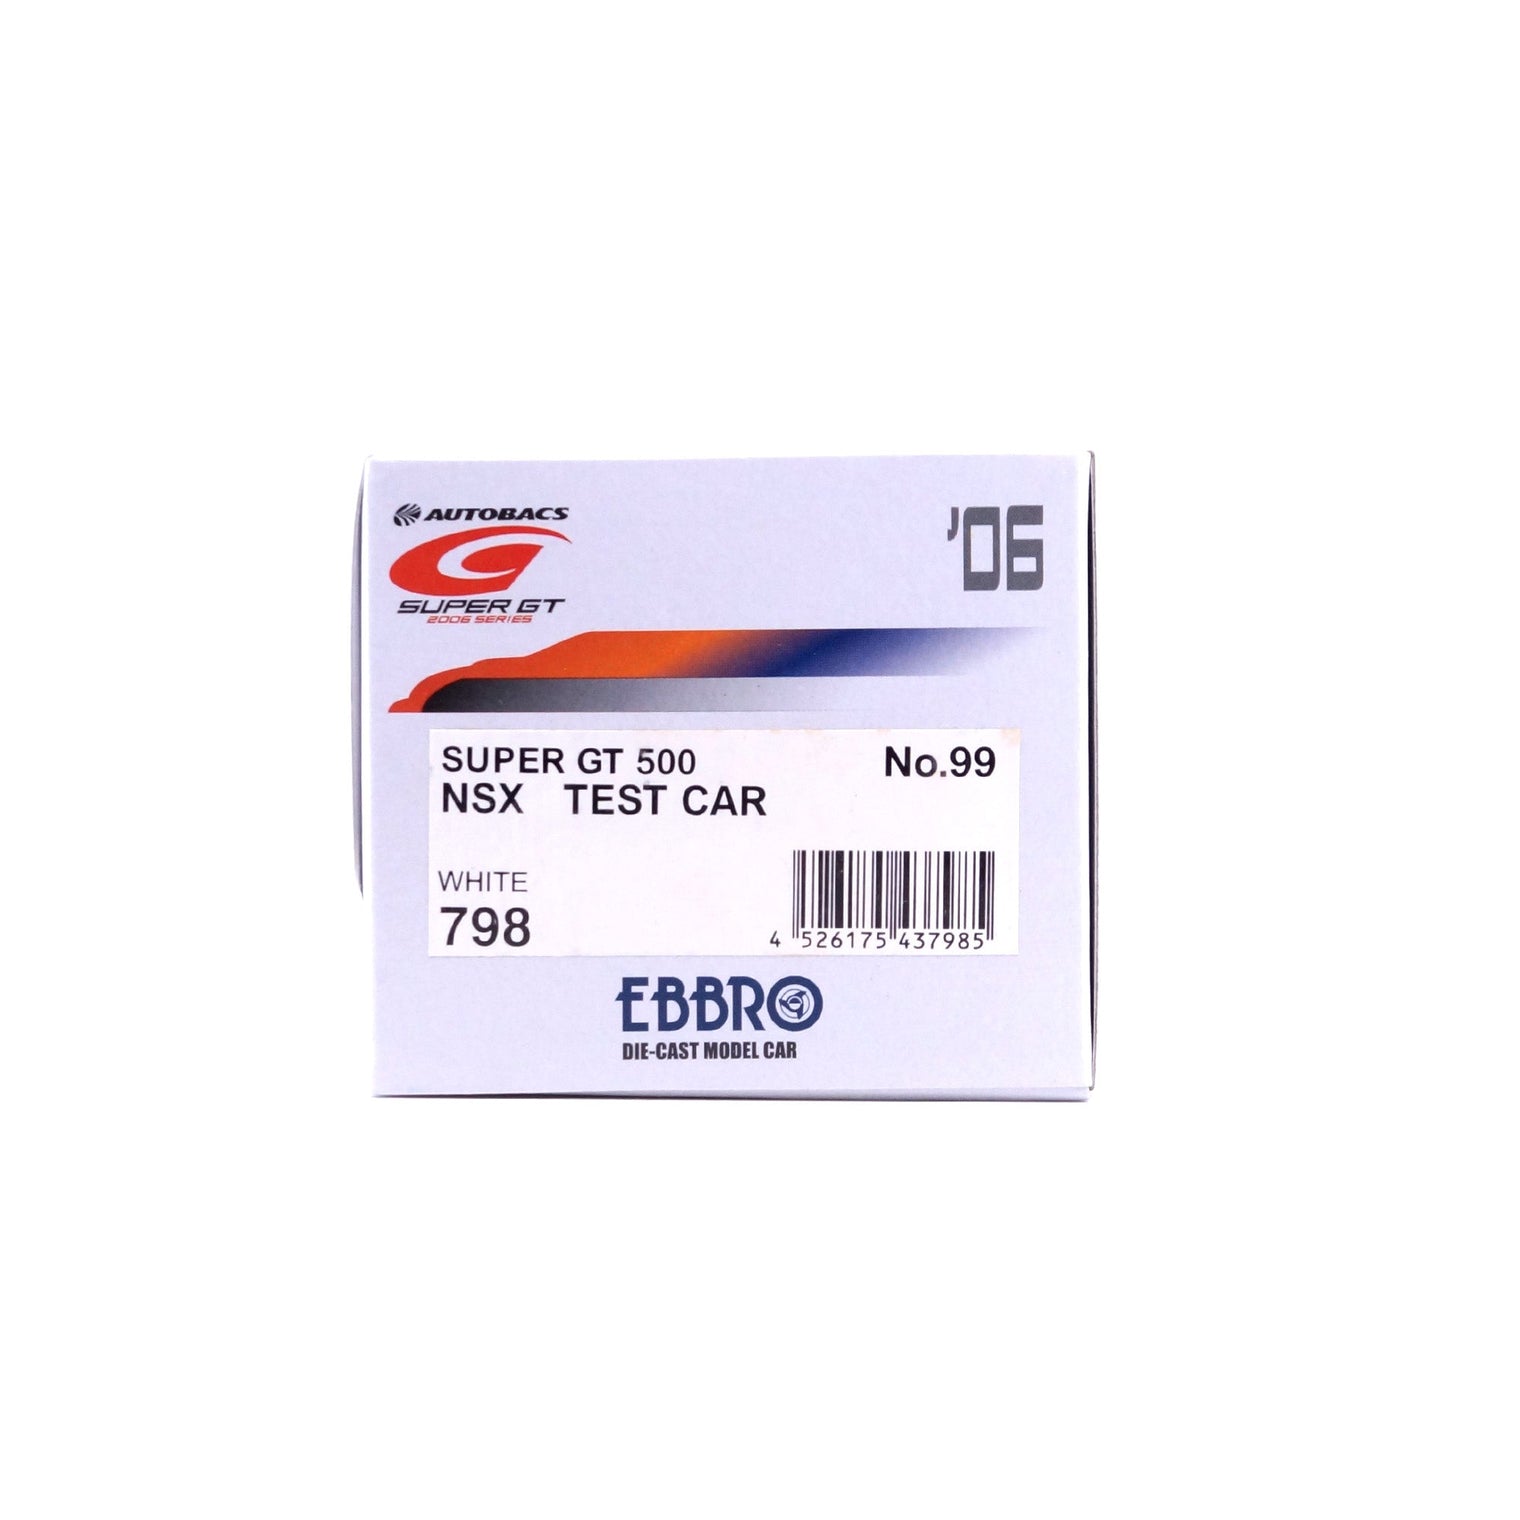 AUTOBACS
'06
SUPER GT
2006 SERIES
SUPER GT 500
No.99
NSX TEST CAR
WHITE
798
4 526175 437985
EBBRO
DIE-CAST MODEL CAR